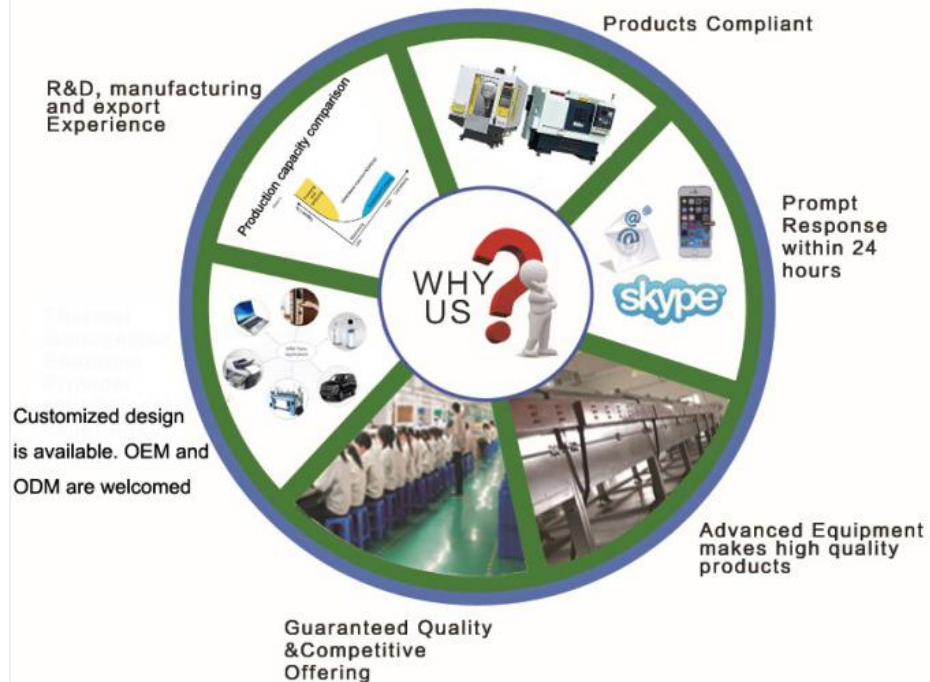 Products Compliant
R&D, manufacturing
and export
Experience
Production capacity comparison
Prompt
Response
within 24
hours
WHY
US
?
@
@
@
skype
Customized design
is available. OEM and
ODM are welcomed
Advanced Equipment
makes high quality
products
Guaranteed Quality
&Competitive
Offering